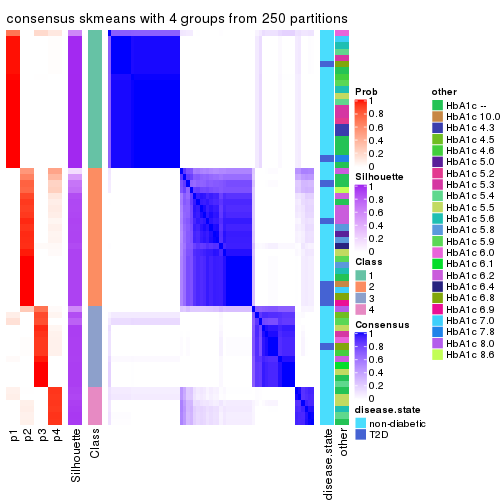 consensus skmeans with 4 groups from 250 partitions
p1
p2
p3
p4
Silhouette
Class
disease.state
other
Prob
1
0.8
0.6
0.4
0.2
0
Silhouette
1
0.8
0.6
0.4
0.2
0
Class
1
2
3
4
Consensus
1
0.8
0.6
0.4
0.2
0
disease.state
non-diabetic
T2D
other
HbA1c --
HbA1c 10.0
HbA1c 4.3
HbA1c 4.5
HbA1c 4.6
HbA1c 5.0
HbA1c 5.2
HbA1c 5.3
HbA1c 5.4
HbA1c 5.5
HbA1c 5.6
HbA1c 5.8
HbA1c 5.9
HbA1c 6.0
HbA1c 6.1
HbA1c 6.2
HbA1c 6.4
HbA1c 6.8
HbA1c 6.9
HbA1c 7.0
HbA1c 7.8
HbA1c 8.0
HbA1c 8.6